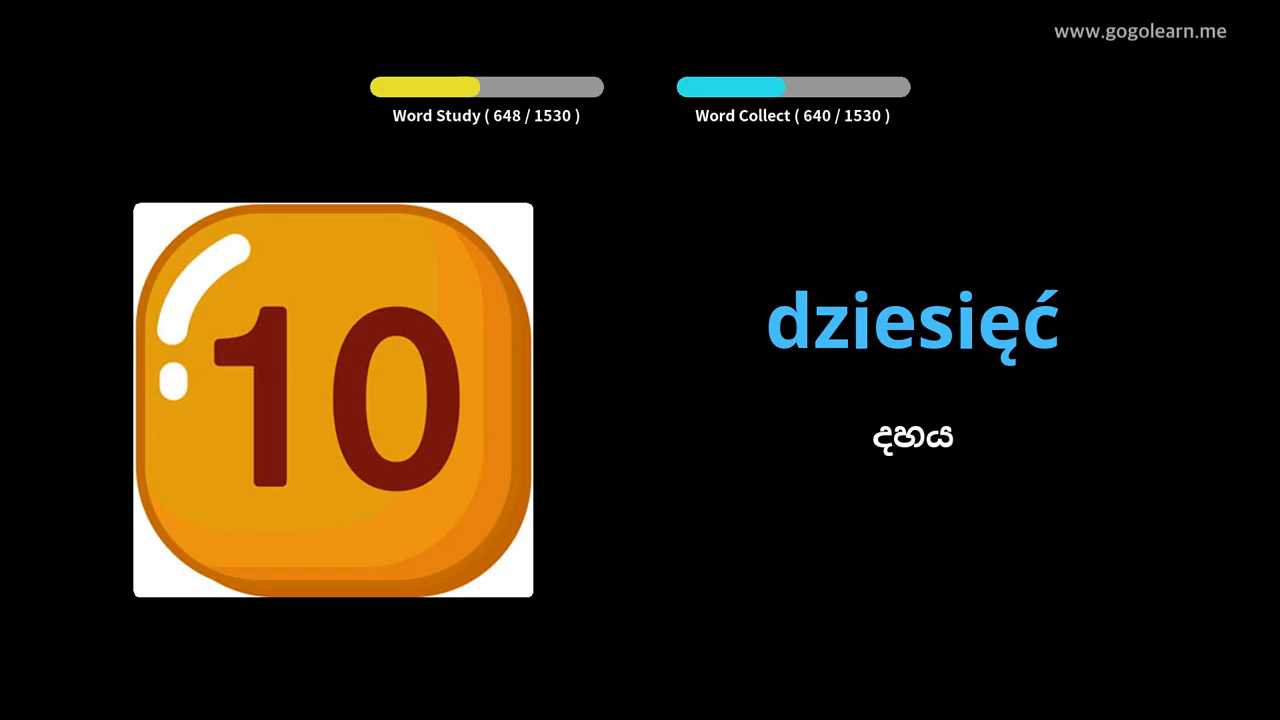 www.gogolearn.me
Word Study ( 648 / 1530 )
Word Collect ( 640 / 1530 )
10
dziesięć
දහය